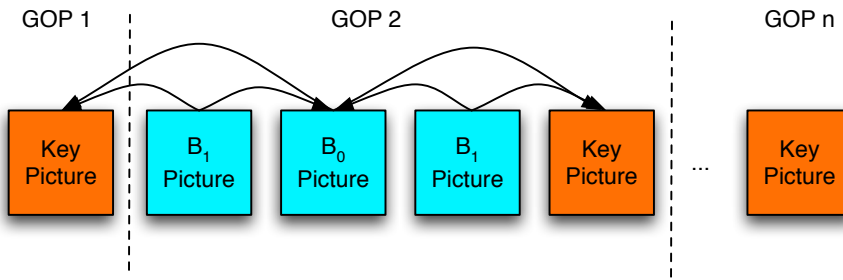 GOP 1
GOP 2
GOP n
Key
Picture
B1
Picture
B0
Picture
B1
Picture
Key
Picture
...
Key
Picture